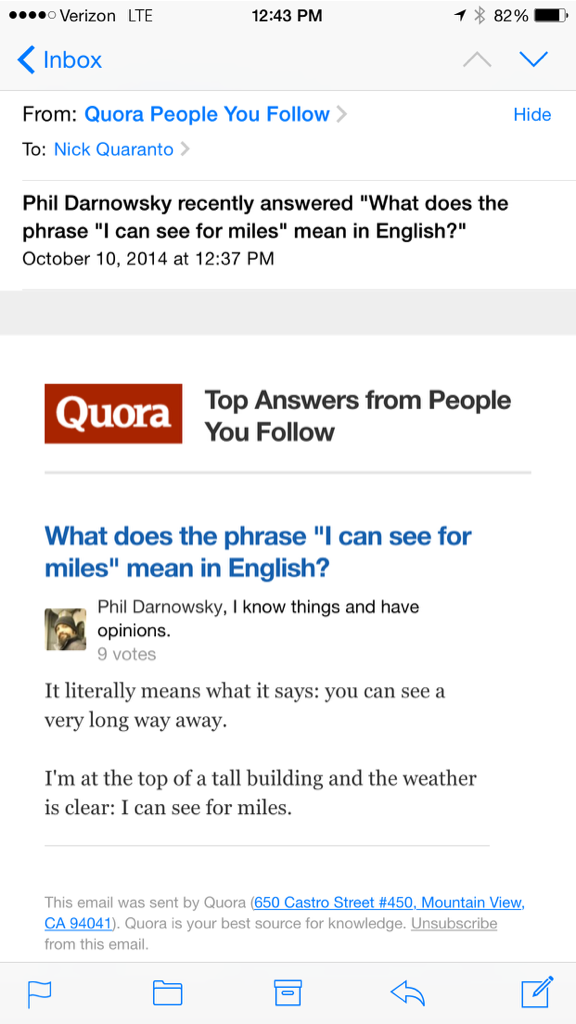 Verizon LTE 12:43 PM 82%
Inbox
From: Quora People You Follow Hide
To: Nick Quaranto
Phil Darnowsky recently answered "What does the
phrase "I can see for miles" mean in English?"
October 10, 2014 at 12:37 PM
Quora
Top Answers from People
You Follow
What does the phrase "I can see for
miles" mean in English?
Phil Darnowsky, I know things and have
opinions.
9 votes
It literally means what it says: you can see a
very long way away.
I'm at the top of a tall building and the weather
is clear: I can see for miles.
This email was sent by Quora (650 Castro Street #450, Mountain View,
CA 94041). Quora is your best source for knowledge. Unsubscribe
from this email.